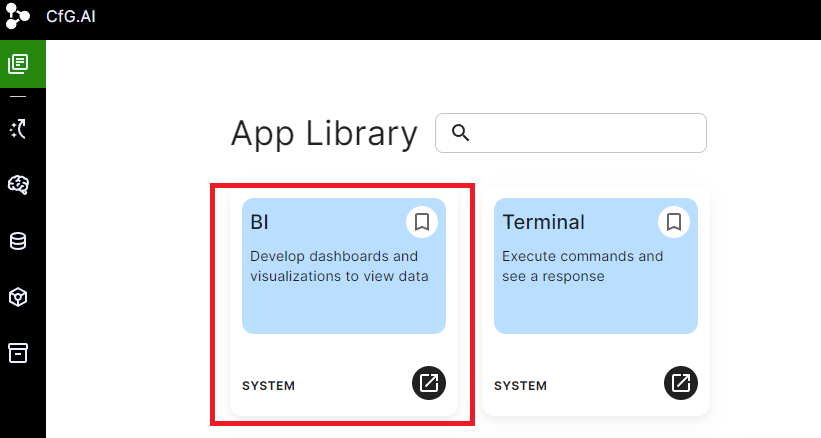 CfG.AI
App Library
BI
Develop dashboards and
visualizations to view data
SYSTEM
Terminal
Execute commands and
see a response
SYSTEM